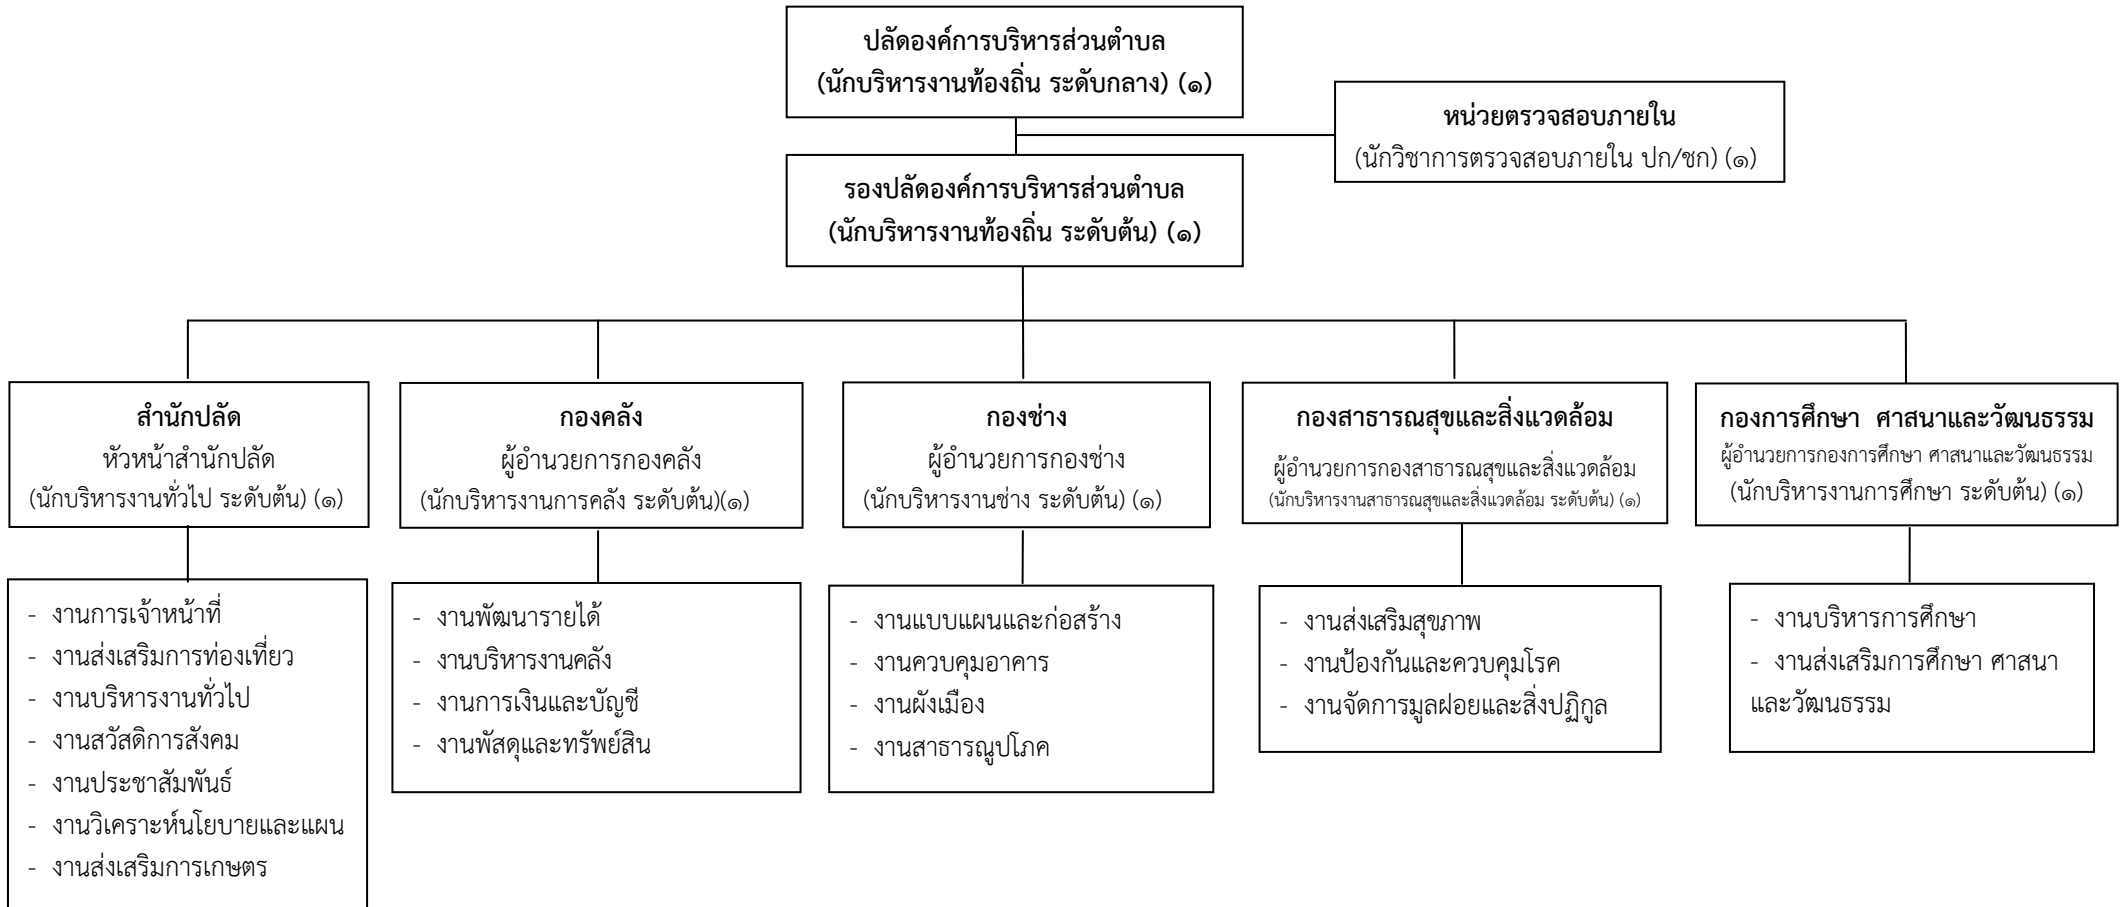 ปลัดองค์การบริหารส่วนตำบล
(นักบริหารงานท้องถิ่น ระดับกลาง) (๑)
หน่วยตรวจสอบภายใน
(นักวิชาการตรวจสอบภายใน ปก/ชก) (๑)
รองปลัดองค์การบริหารส่วนตำบล
(นักบริหารงานท้องถิ่น ระดับต้น) (๑)
สำนักปลัด
หัวหน้าสำนักปลัด
(นักบริหารงานทั่วไป ระดับต้น) (๑)
กองคลัง
ผู้อำนวยการกองคลัง
(นักบริหารงานการคลัง ระดับต้น)(๑)
กองช่าง
ผู้อำนวยการกองช่าง
(นักบริหารงานช่าง ระดับต้น) (๑)
กองสาธารณสุขและสิ่งแวดล้อม
ผู้อำนวยการกองสาธารณสุขและสิ่งแวดล้อม
(นักบริหารงานสาธารณสุขและสิ่งแวดล้อม ระดับต้น) (๑)
กองการศึกษา ศาสนาและวัฒนธรรม
ผู้อำนวยการกองการศึกษา ศาสนาและวัฒนธรรม
(นักบริหารงานการศึกษา ระดับต้น) (๑)
- งานการเจ้าหน้าที่
- งานส่งเสริมการท่องเที่ยว
- งานบริหารงานทั่วไป
- งานสวัสดิการสังคม
- งานประชาสัมพันธ์
- งานวิเคราะห์นโยบายและแผน
- งานส่งเสริมการเกษตร
- งานพัฒนารายได้
- งานบริหารงานคลัง
- งานการเงินและบัญชี
- งานพัสดุและทรัพย์สิน
- งานแบบแผนและก่อสร้าง
- งานควบคุมอาคาร
- งานผังเมือง
- งานสาธารณูปโภค
- งานส่งเสริมสุขภาพ
- งานป้องกันและควบคุมโรค
- งานจัดการมูลฝอยและสิ่งปฏิกูล
- งานบริหารการศึกษา
- งานส่งเสริมการศึกษา ศาสนา
และวัฒนธรรม